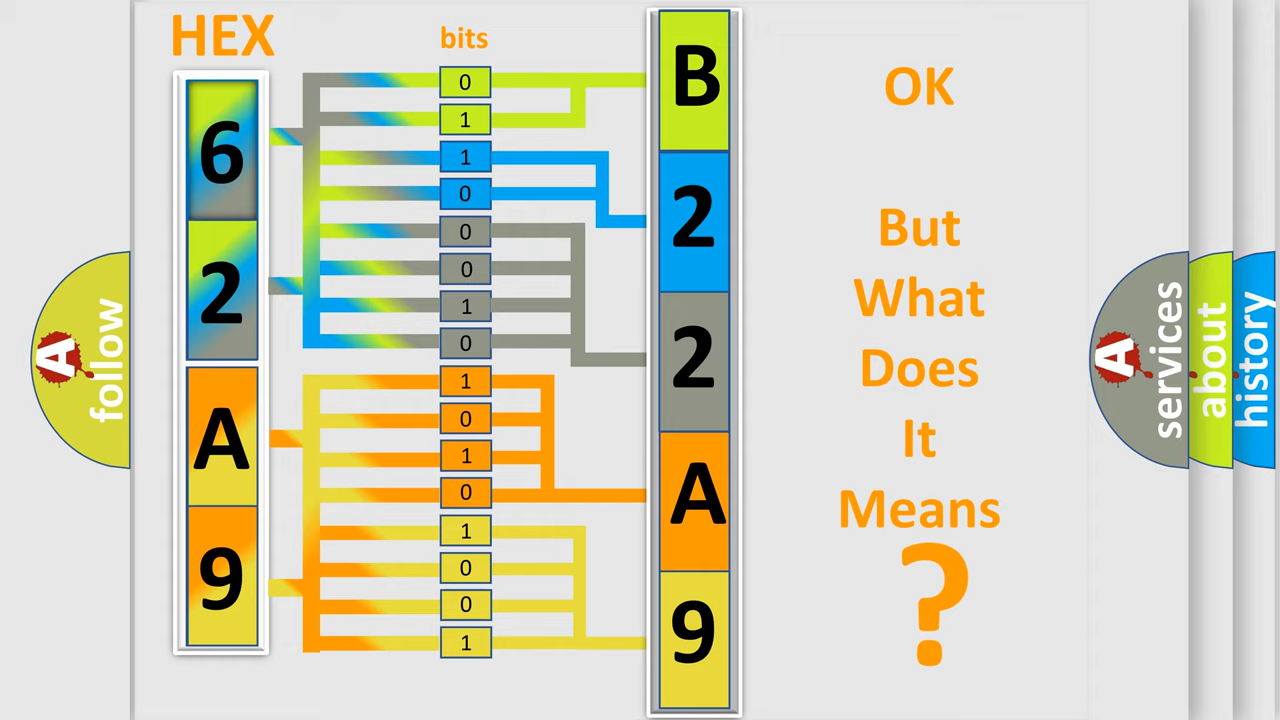 HEX
bits
6
2
A
9
0
1
1
0
0
0
1
0
1
0
1
0
1
0
0
1
B
2
2
A
9
OK
But
What
Does
It
Means
?
A
follow
A
services
about
history